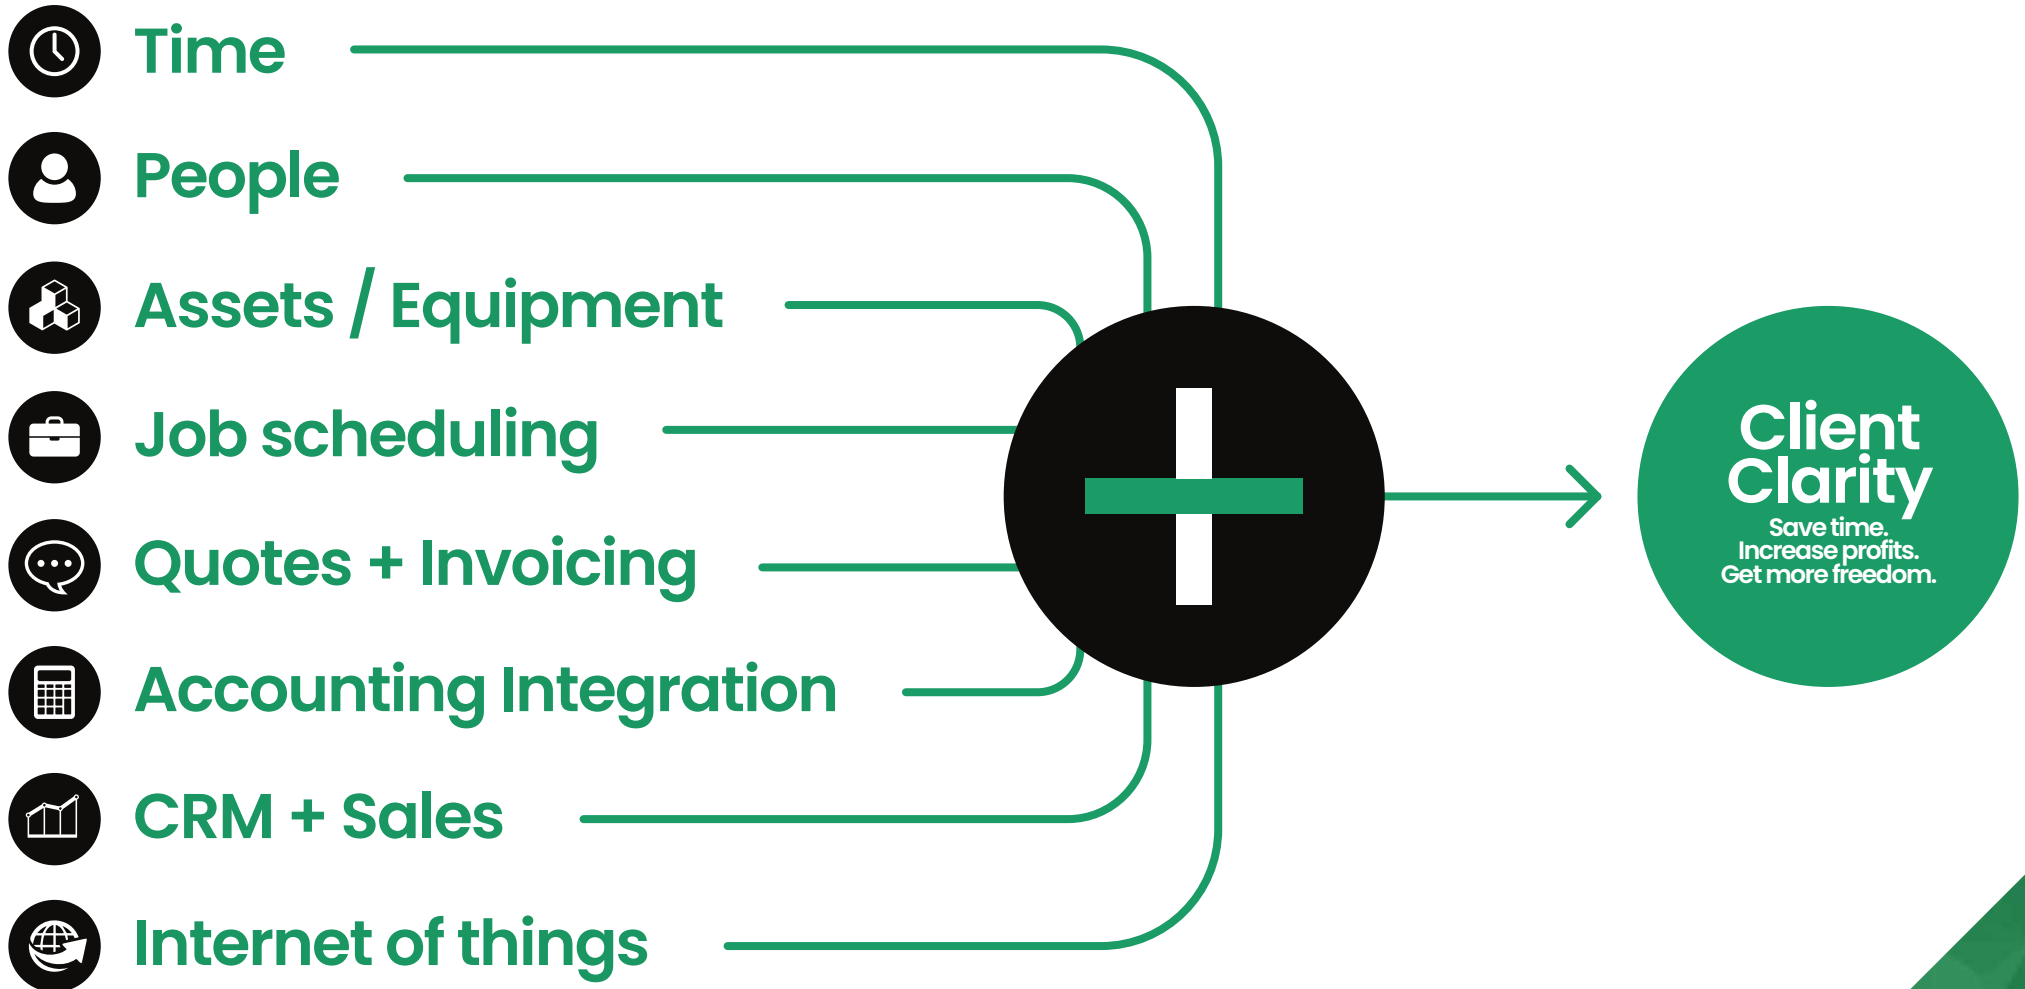 Time
People
Assets / Equipment
Job scheduling
Quotes + Invoicing
Accounting Integration
CRM + Sales
Internet of things
Client
Clarity
Save time.
Increase profits.
Get more freedom.